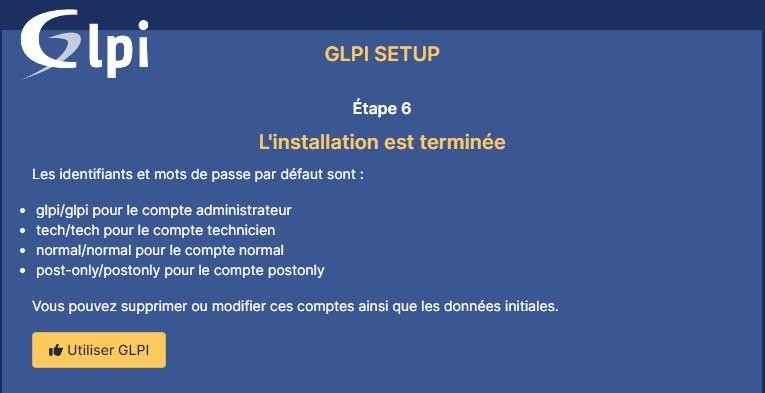 Glpi
GLPI SETUP
Étape 6
L'installation est terminée
Les identifiants et mots de passe par défaut sont :
glpi/glpi pour le compte administrateur
tech/tech pour le compte technicien
normal/normal pour le compte normal
post-only/postonly pour le compte postonly
Vous pouvez supprimer ou modifier ces comptes ainsi que les données initiales.
Utiliser GLPI